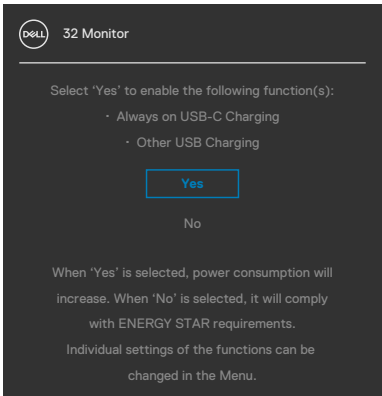 DELL 32 Monitor
Select ‘Yes’ to enable the following function(s):
· Always on USB-C Charging
· Other USB Charging
Yes
No
When ‘Yes’ is selected, power consumption will
increase. When ‘No’ is selected, it will comply
with ENERGY STAR requirements.
Individual settings of the functions can be
changed in the Menu.